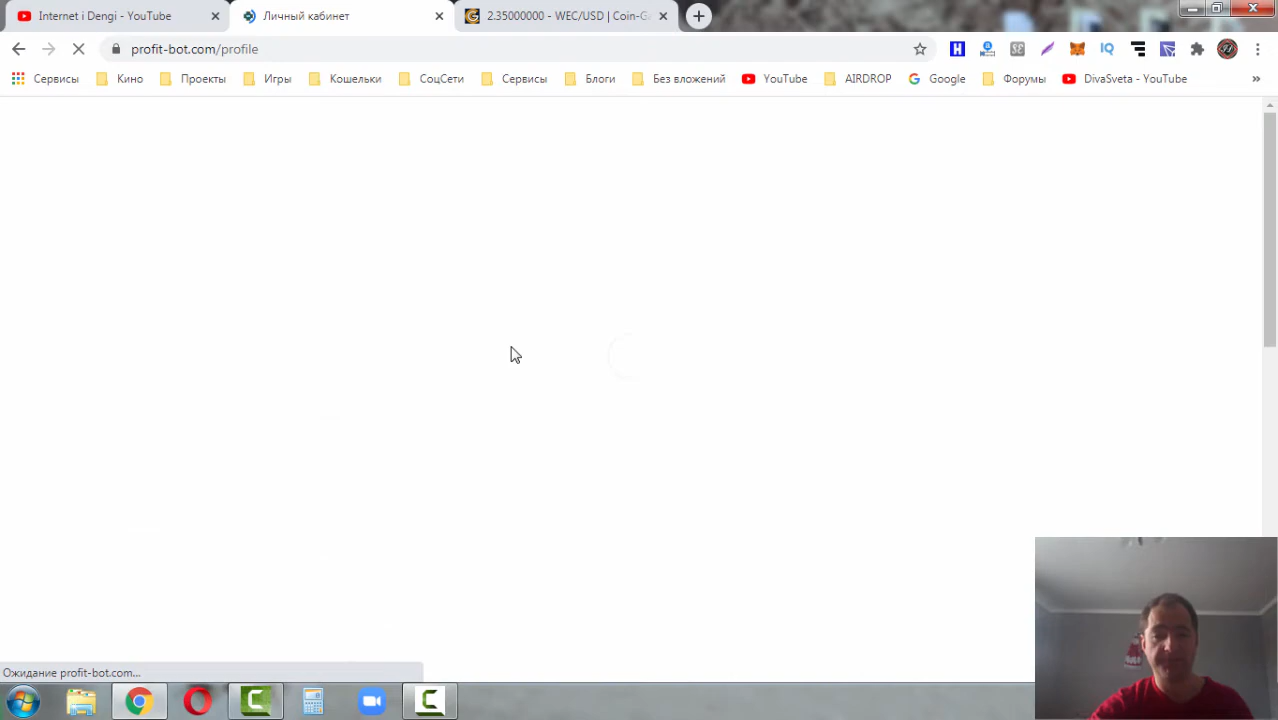 Internet i Dengi - YouTube
Личный кабинет
2.35000000 - WEC/USD | Coin-Ga
profit-bot.com/profile
Сервисы
Кино
Проекты
Игры
Кошельки
СоцСети
Сервисы
Блоги
Без вложений
YouTube
AIRDROP
Google
Форумы
DivaSveta - YouTube
Ожидание profit-bot.com...